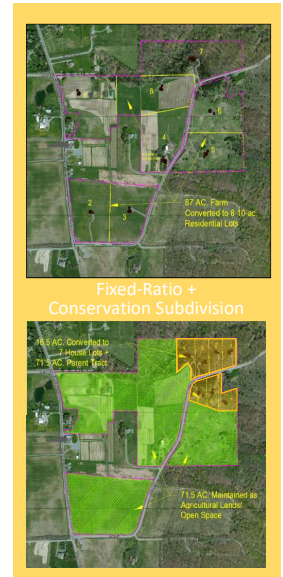 7
8
6
4
5
2
3
87 AC. Farm
Converted to 8 10-ac.
Residential Lots
Fixed-Ratio +
Conservation Subdivision
16.5 AC. Converted to
7 House Lots +
71.5 AC. Parent Tract
71.5 AC. Maintained as
Agricultural Lands/
Open Space